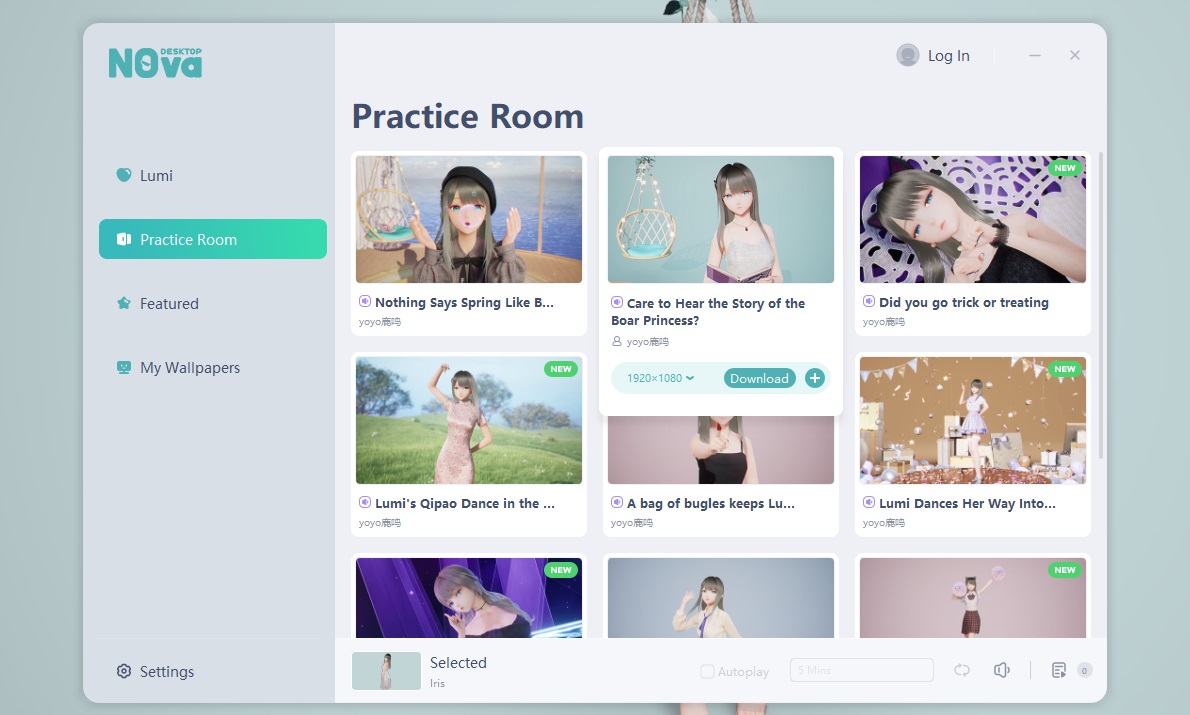 N0va
DESKTOP
Log In
Practice Room
Lumi
Practice Room
Featured
My Wallpapers
Settings
Nothing Says Spring Like B...
yoyo鹿鸣
Care to Hear the Story of the
Boar Princess?
yoyo鹿鸣
1920×1080
Download
NEW
Did you go trick or treating
yoyo鹿鸣
NEW
Lumi's Qipao Dance in the ...
yoyo鹿鸣
A bag of bugles keeps Lu...
yoyo鹿鸣
NEW
Lumi Dances Her Way Into...
yoyo鹿鸣
NEW
NEW
Selected
Iris
Autoplay
5 Mins
0